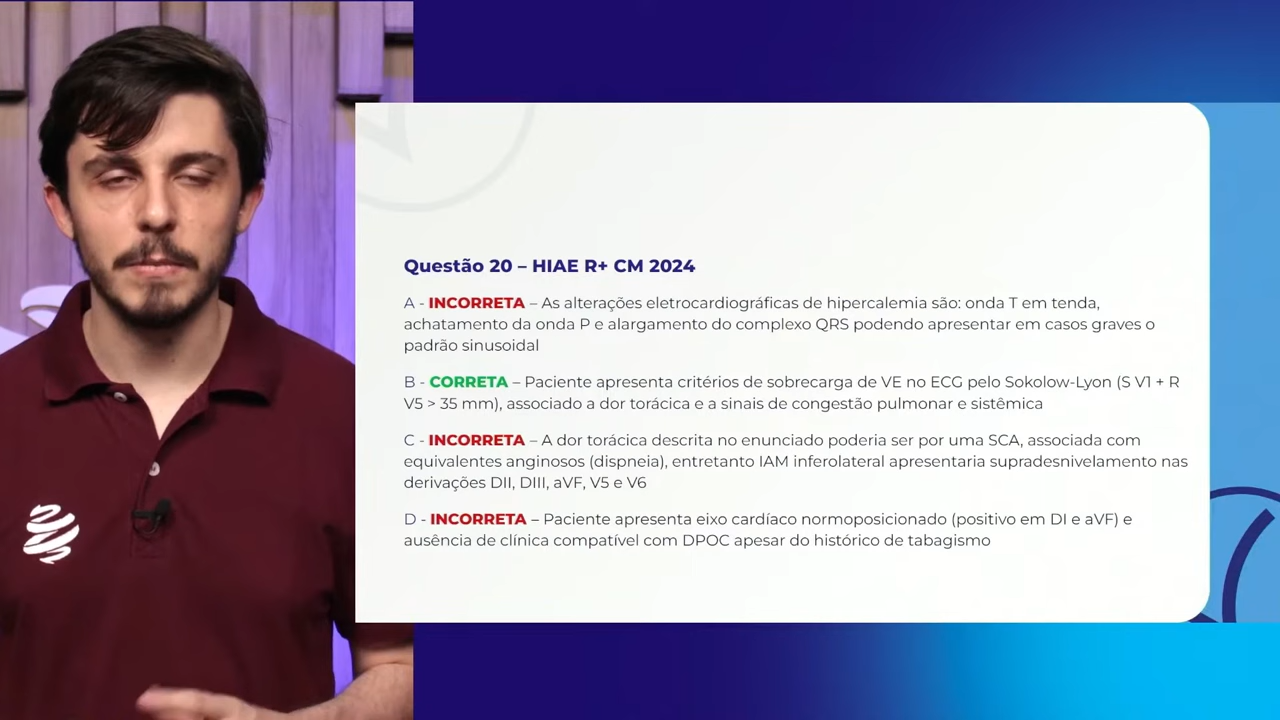 Questão 20 – HIAE R+ CM 2024
A - INCORRETA – As alterações eletrocardiográficas de hipercalemia são: onda T em tenda,
achatamento da onda P e alargamento do complexo QRS podendo apresentar em casos graves o
padrão sinusoidal
B - CORRETA – Paciente apresenta critérios de sobrecarga de VE no ECG pelo Sokolow-Lyon (S V1 + R
V5 > 35 mm), associado a dor torácica e a sinais de congestão pulmonar e sistêmica
C - INCORRETA – A dor torácica descrita no enunciado poderia ser por uma SCA, associada com
equivalentes anginosos (dispneia), entretanto IAM inferolateral apresentaria supradesnivelamento nas
derivações DII, DIII, aVF, V5 e V6
D - INCORRETA – Paciente apresenta eixo cardíaco normoposicionado (positivo em DI e aVF) e
ausência de clínica compatível com DPOC apesar do histórico de tabagismo